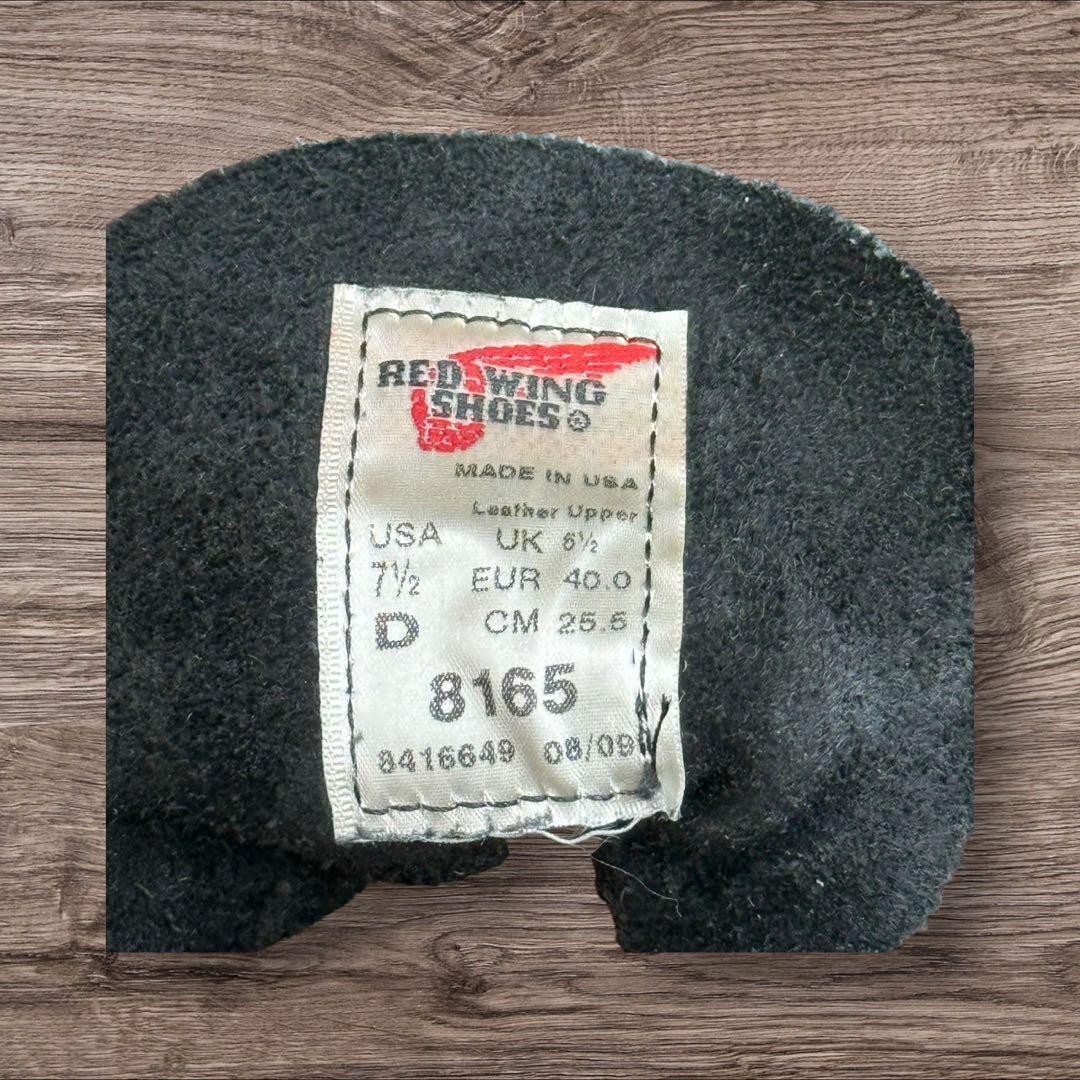 RED WING
SHOES®
MADE IN USA
Leather Upper
USA UK 6½
7½ EUR 40.0
D CM 25.5
8165
8416649 08/09